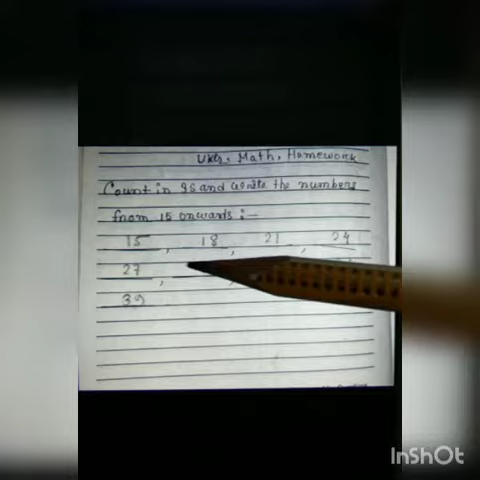 UKG, Math, Homework
Count in 3s and write the numbers
from 15 onwards :-
15 , 18 , 21 , 24
27 ,
39
InShOt